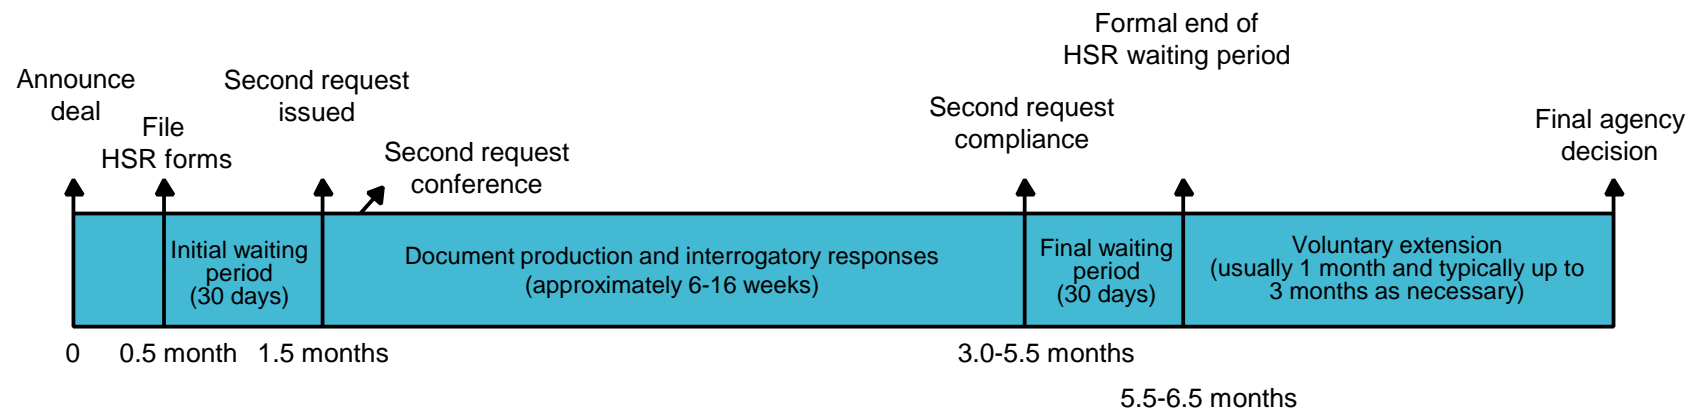 Announce
deal
File
HSR forms
Second request
issued
Second request
conference
Second request
compliance
Formal end of
HSR waiting period
Final agency
decision
Initial waiting
period
(30 days)
Document production and interrogatory responses
(approximately 6-16 weeks)
Final waiting
period
(30 days)
Voluntary extension
(usually 1 month and typically up to
3 months as necessary)
0
0.5 month
1.5 months
3.0-5.5 months
5.5-6.5 months